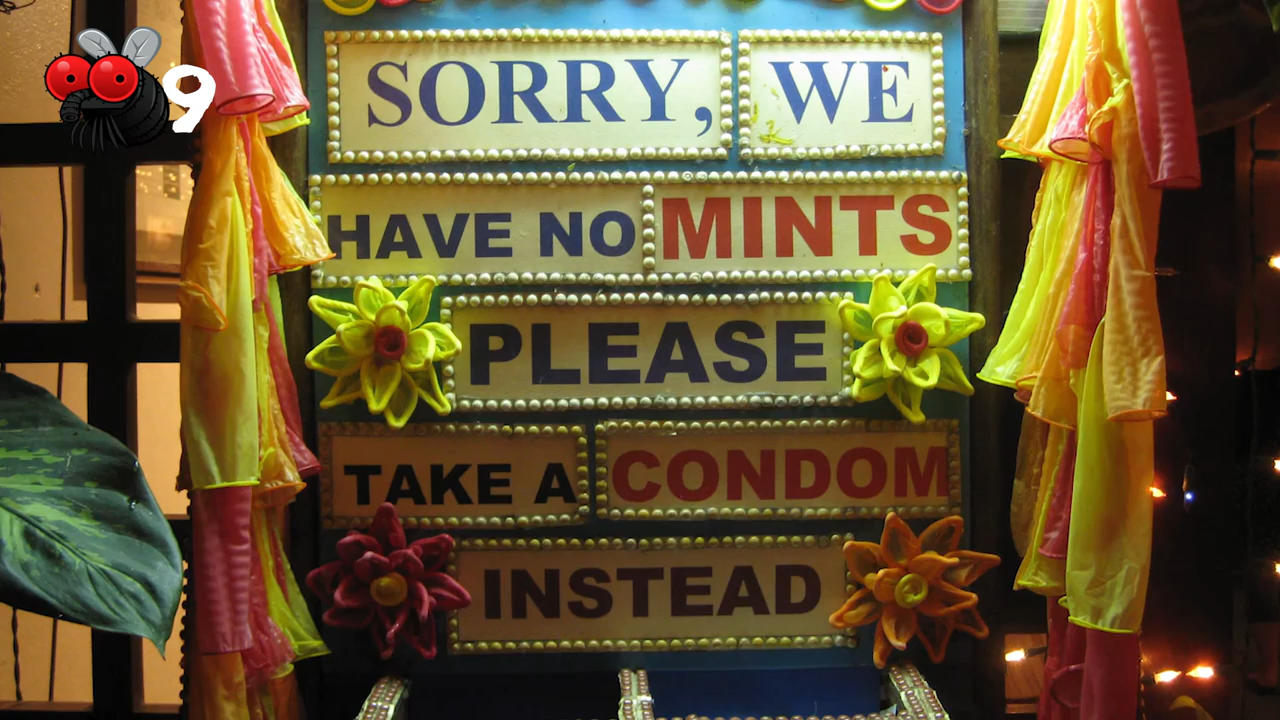 9
SORRY, WE
HAVE NO MINTS
PLEASE
TAKE A CONDOM
INSTEAD